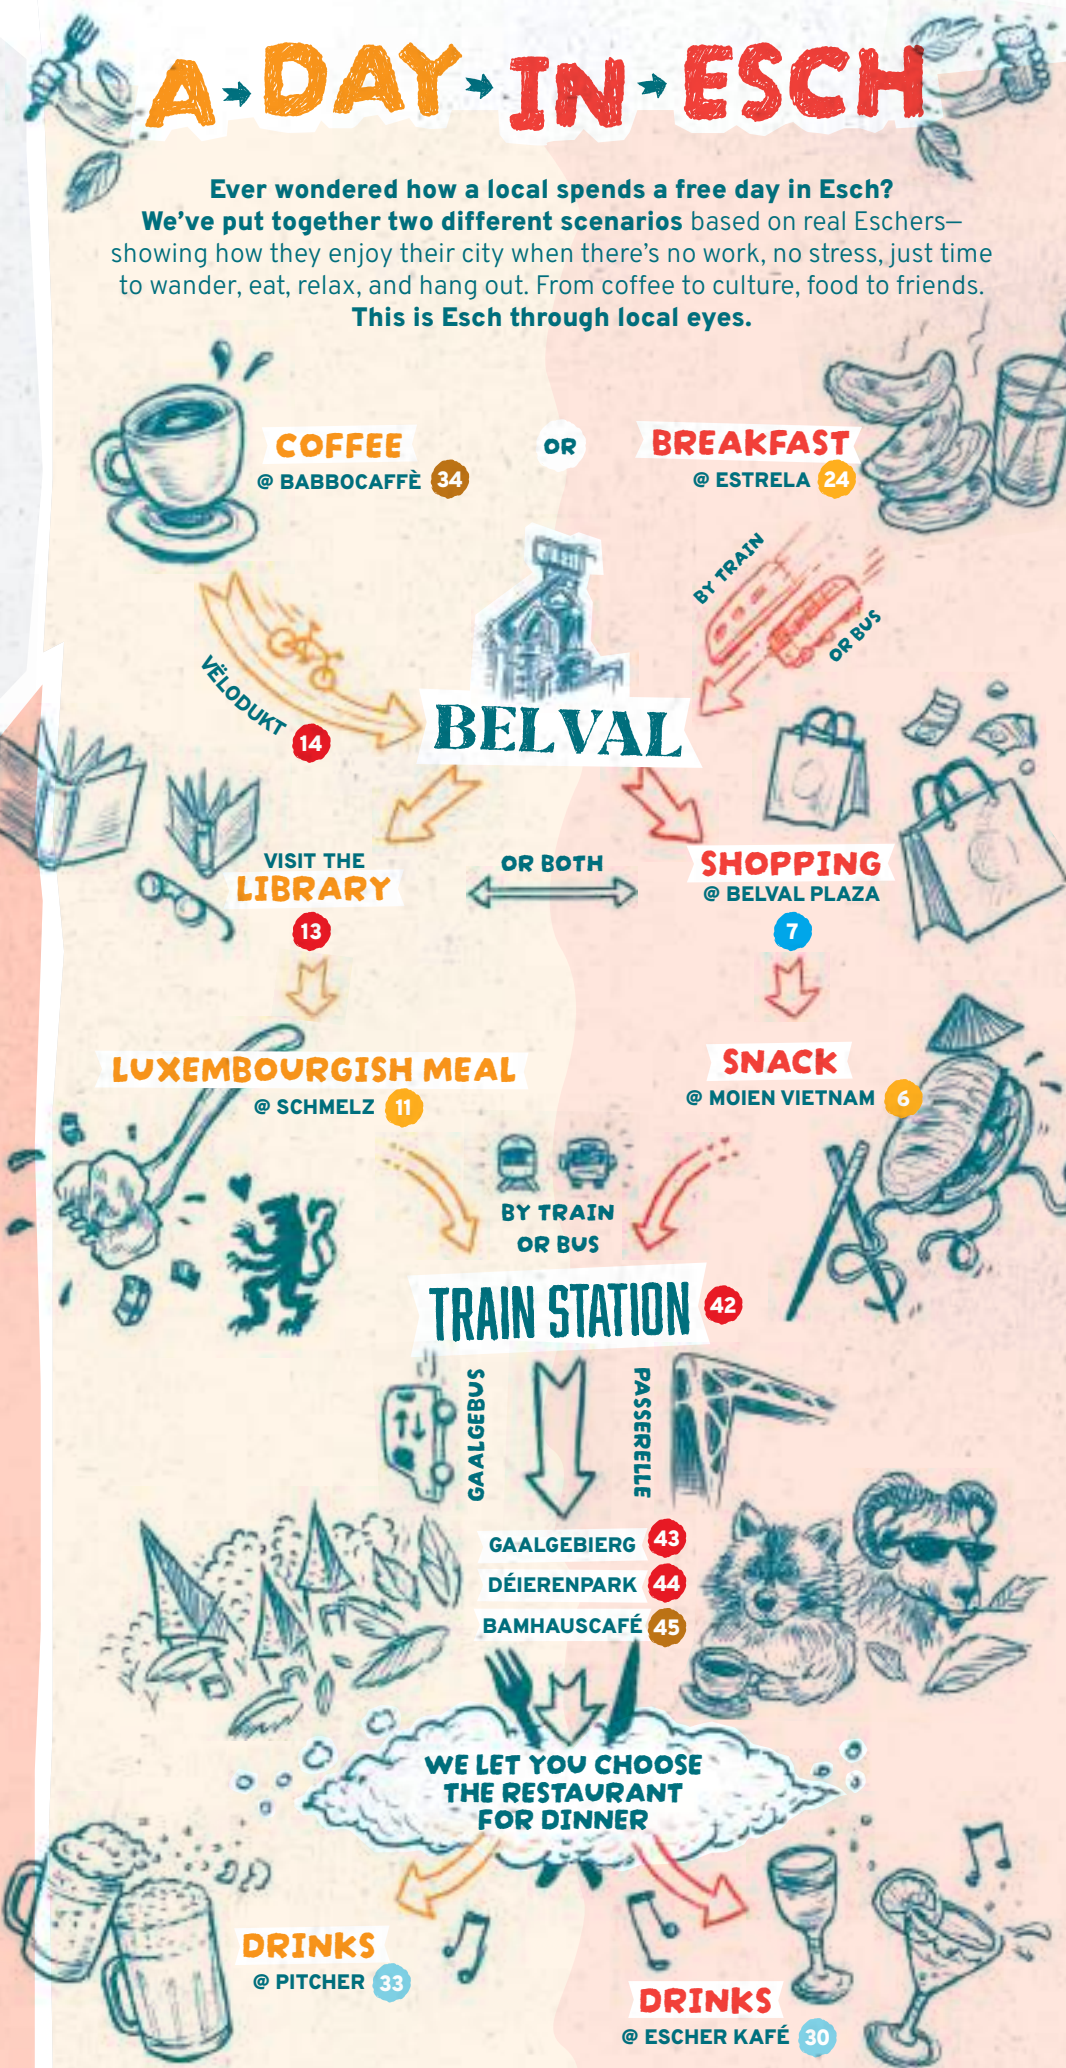 A DAY IN ESCH
Ever wondered how a local spends a free day in Esch?
We've put together two different scenarios based on real Eschers—
showing how they enjoy their city when there's no work, no stress, just time
to wander, eat, relax, and hang out. From coffee to culture, food to friends.
This is Esch through local eyes.
COFFEE
@ BABBOCAFFÈ 34
OR
BREAKFAST
@ ESTRELA 24
VËLODUKT 14
BY TRAIN
OR BUS
BELVAL
VISIT THE
LIBRARY
13
OR BOTH
SHOPPING
@ BELVAL PLAZA
7
LUXEMBOURGISH MEAL
@ SCHMELZ 11
SNACK
@ MOIEN VIETNAM 6
BY TRAIN
OR BUS
TRAIN STATION 42
GAALGEBUS
PASSERELLE
GAALGEBIERG 43
DÉIERENPARK 44
BAMHAUSCAFÉ 45
WE LET YOU CHOOSE
THE RESTAURANT
FOR DINNER
DRINKS
@ PITCHER 33
DRINKS
@ ESCHER KAFÉ 30